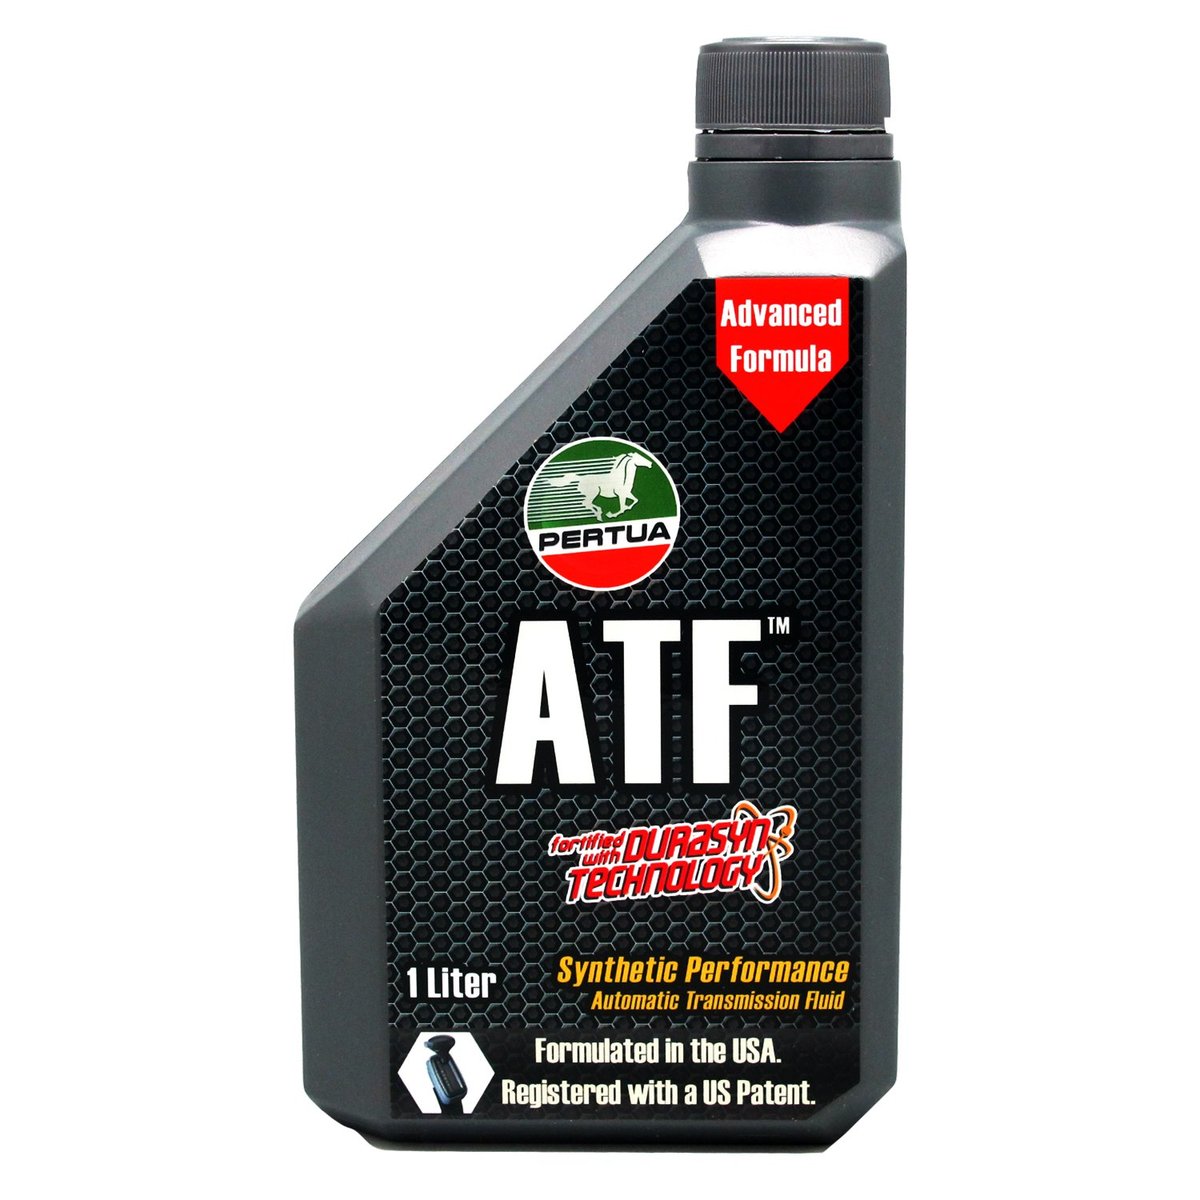 Advanced
Formula
PERTUA
ATF™
fortified
with DURASYN
TECHNOLOGY
1 Liter
Synthetic Performance
Automatic Transmission Fluid
Formulated in the USA.
Registered with a US Patent.